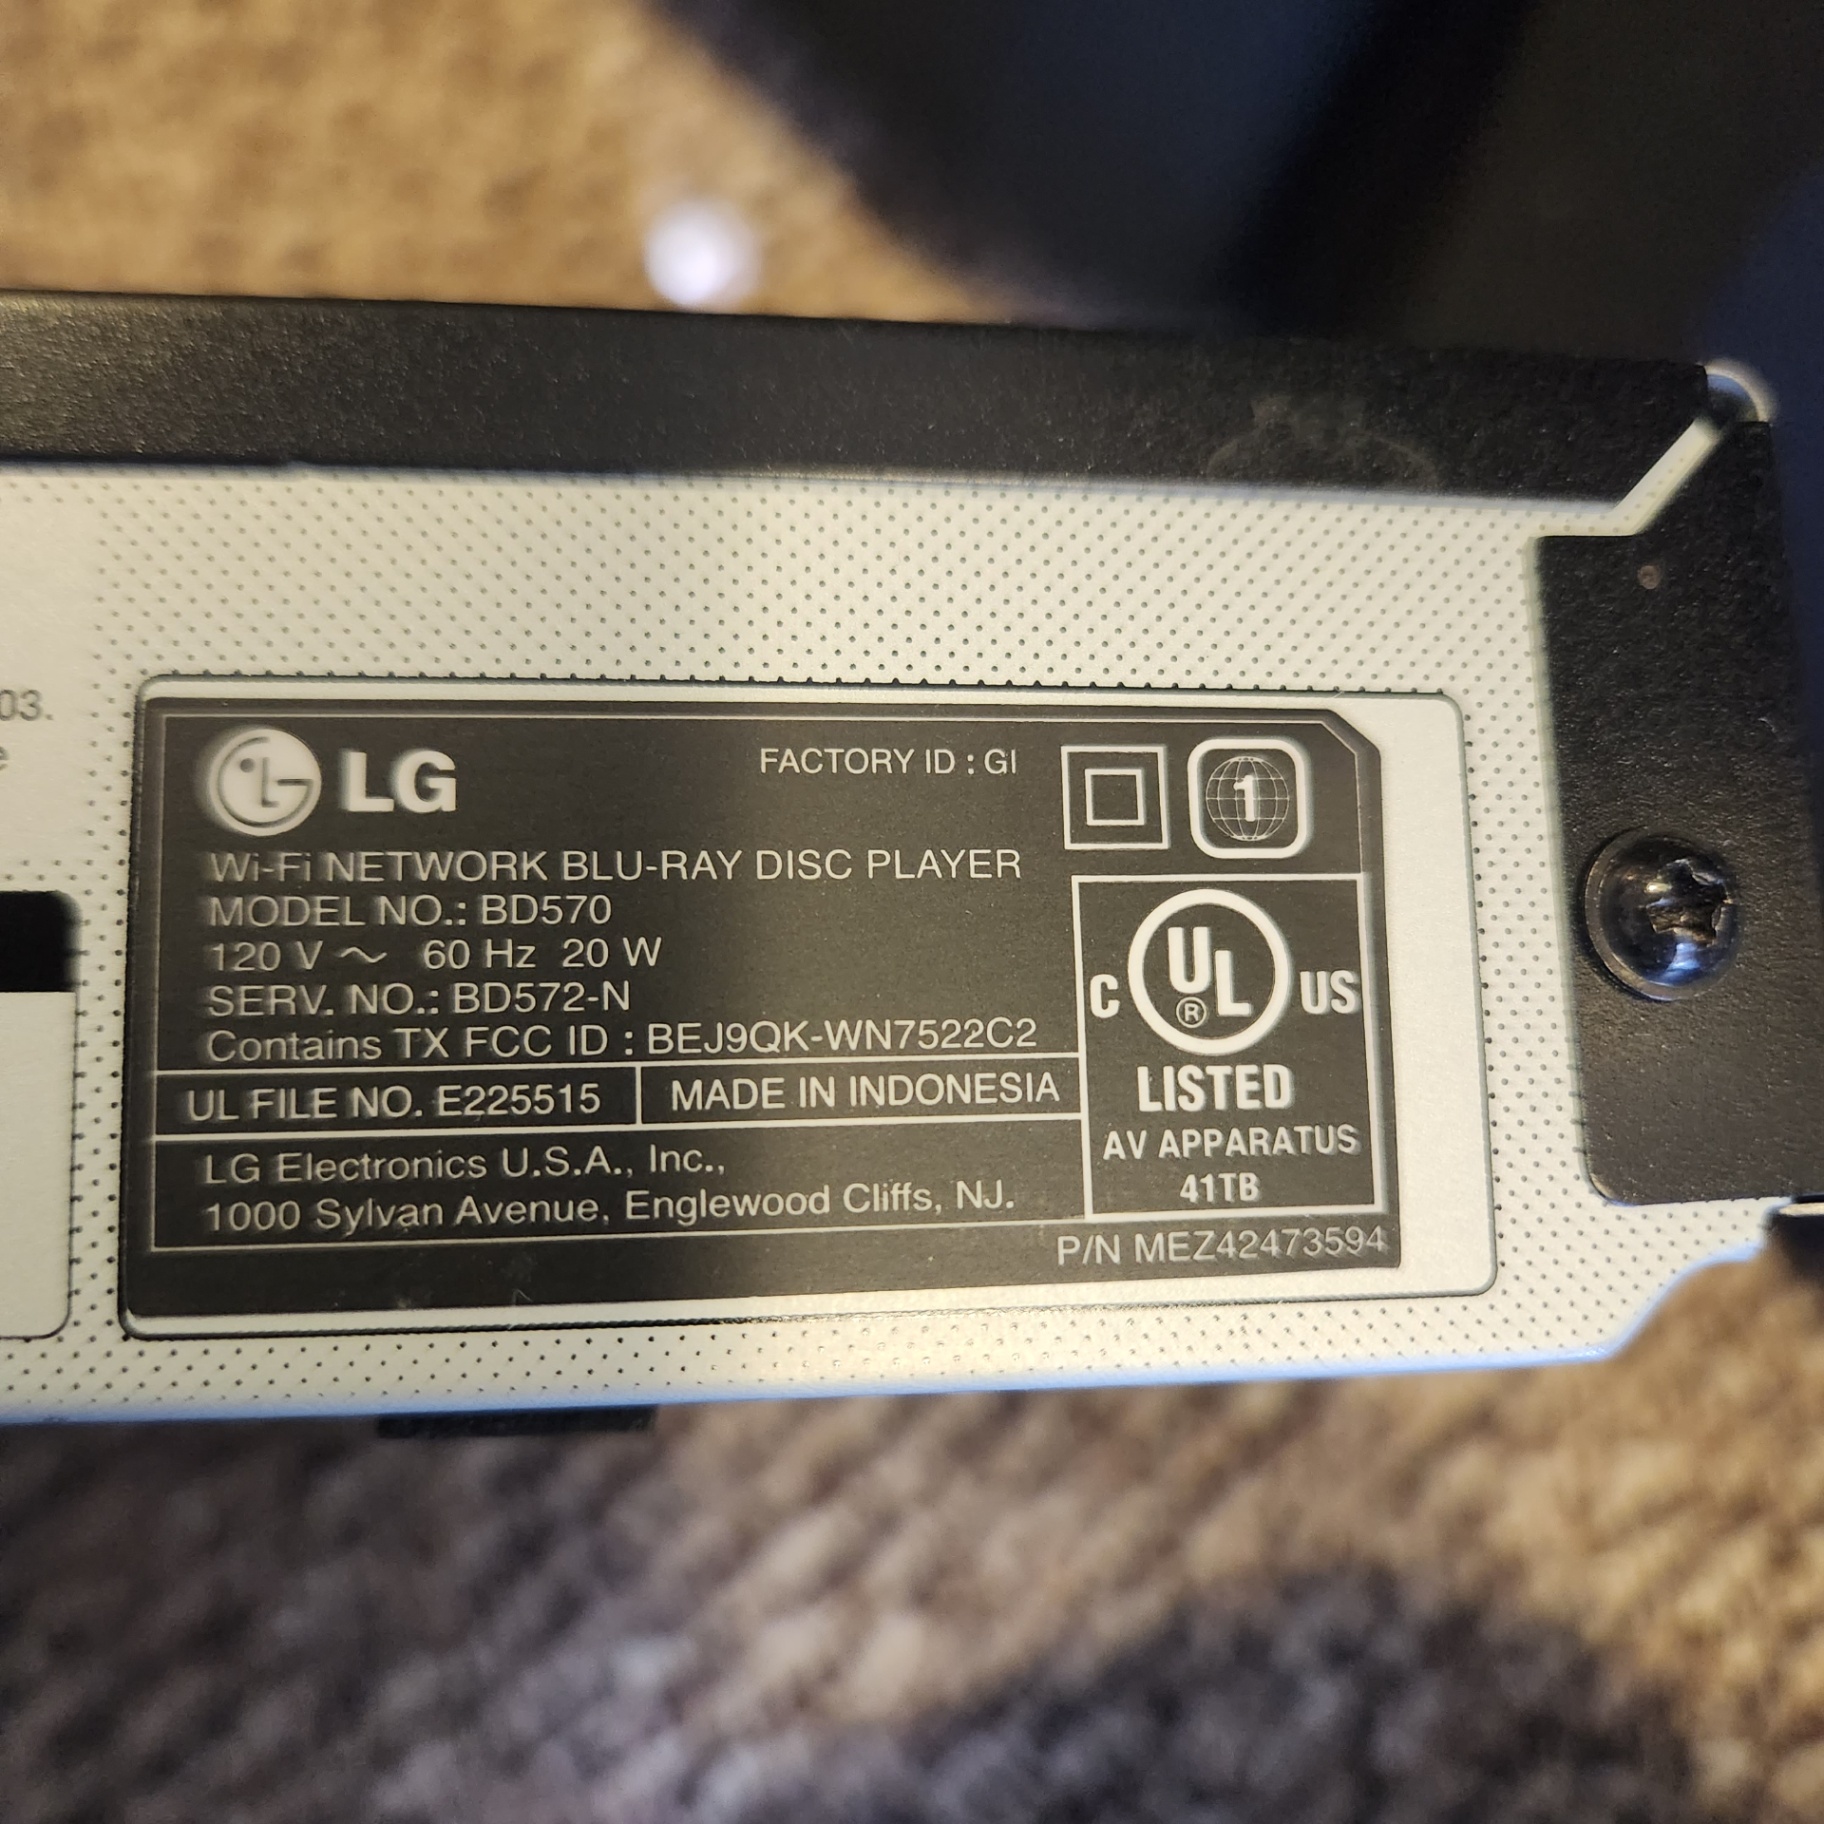 03.
e
LG
FACTORY ID : GI
1
Wi-Fi NETWORK BLU-RAY DISC PLAYER
MODEL NO.: BD570
120 V ~ 60 Hz 20 W
SERV. NO.: BD572-N
Contains TX FCC ID : BEJ9QK-WN7522C2
UL FILE NO. E225515
MADE IN INDONESIA
LG Electronics U.S.A., Inc.,
1000 Sylvan Avenue, Englewood Cliffs, NJ.
C UL ® US
LISTED
AV APPARATUS
41TB
P/N MEZ42473594